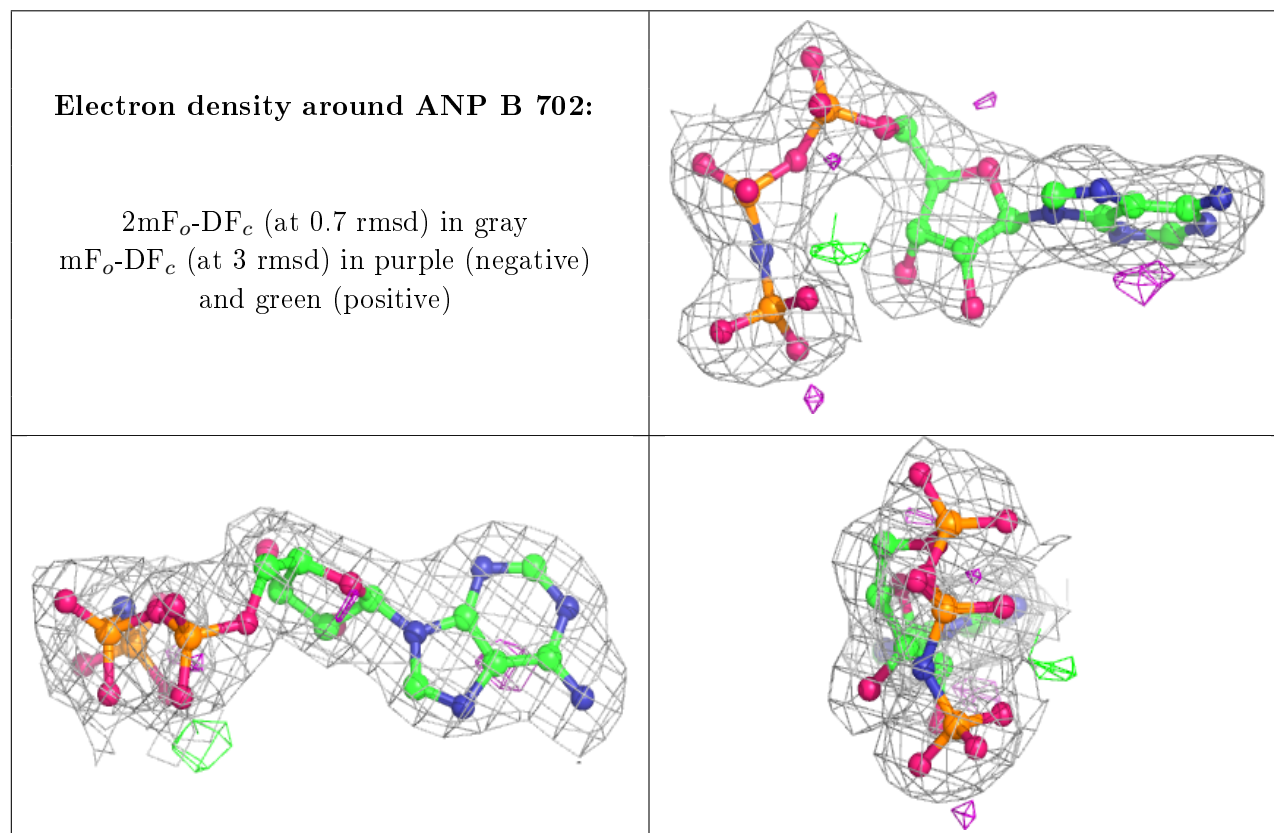 Electron density around ANP B 702:
2mFo-DFc (at 0.7 rmsd) in gray
mFo-DFc (at 3 rmsd) in purple (negative)
and green (positive)